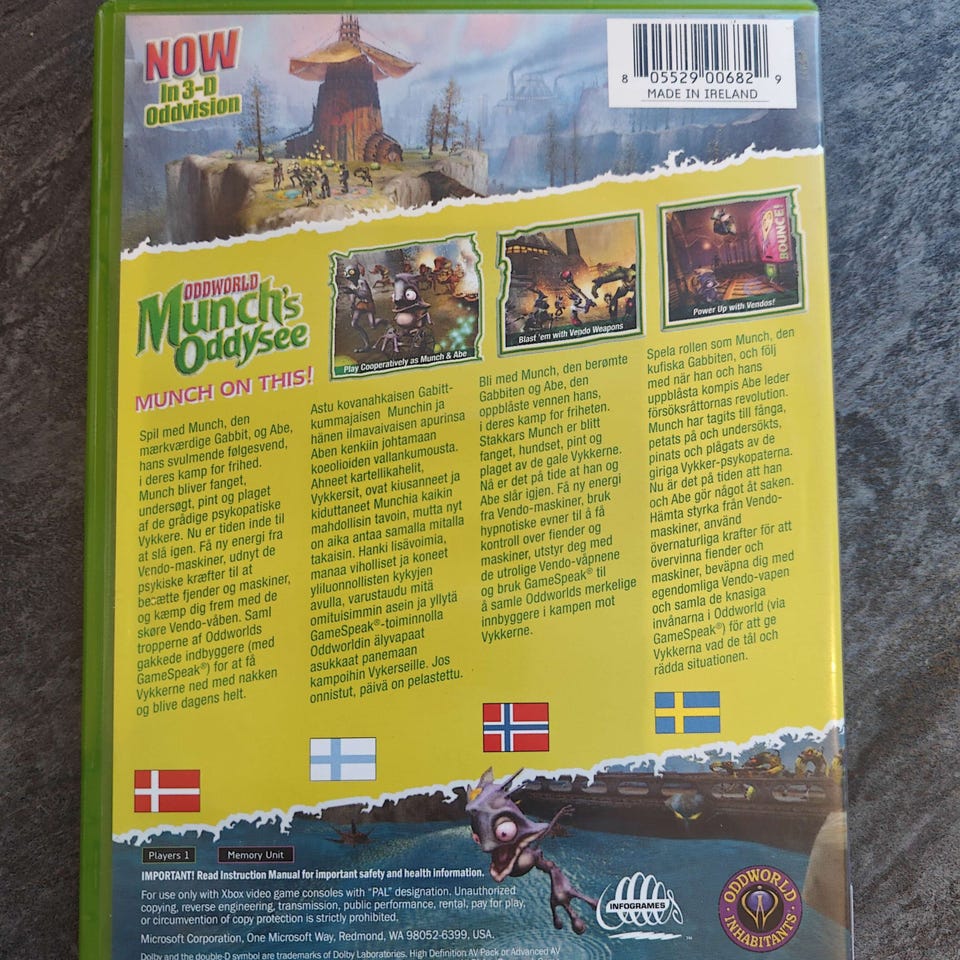 NOW
In 3-D
Oddvision
8 05529 00682 9
MADE IN IRELAND
ODDWORLD
Munch's
Oddysee
MUNCH ON THIS!
Play Cooperatively as Munch & Abe
Blast 'em with Vendo Weapons
BOUNCE!
Power Up with Vendos!
Spil med Munch, den
mærkværdige Gabbit, og Abe,
hans svulmende følgesvend,
i deres kamp for frihed.
Munch bliver fanget,
undersøgt, pint og plaget
af de grådige psykopatiske
Vykkere. Nu er tiden inde til
at slå igen. Få ny energi fra
Vendo-maskiner, udnyt de
psykiske kræfter til at
besætte fjender og maskiner,
og kæmp dig frem med de
skøre Vendo-våben. Saml
tropperne af Oddworlds
gakkede indbyggere (med
GameSpeak®) for at få
Vykkerne ned med nakken
og blive dagens helt.
Astu kovanahkaisen Gabitt-
kummajaisen Munchin ja
hänen ilmavaivaisen apurinsa
Aben kenkiin johtamaan
koeolioiden vallankumousta.
Ahneet kartellikahelit,
Vykkersit, ovat kiusanneet ja
kiduttaneet Munchia kaikin
mahdollisin tavoin, mutta nyt
on aika antaa samalla mitalla
takaisin. Hanki lisävoimia,
manaa viholliset ja koneet
yliluonnollisten kykyjen
avulla, varustaudu mitä
omituisimmin asein ja yllytä
GameSpeak®-toiminnolla
Oddworldin älyvapaat
asukkaat panemaan
kampoihin Vykerseille. Jos
onnistut, päivä on pelastettu.
Bli med Munch, den berømte
Gabbiten og Abe, den
oppblåste vennen hans,
i deres kamp for friheten.
Stakkars Munch er blitt
fanget, hundset, pint og
plaget av de gale Vykkerne.
Nå er det på tide at han og
Abe slår igjen. Få ny energi
fra Vendo-maskiner, bruk
hypnotiske evner til å få
kontroll over fiender og
maskiner, utstyr deg med
de utrolige Vendo-våpnene
og bruk GameSpeak® til
å samle Oddworlds merkelige
innbyggere i kampen mot
Vykkerne.
Spela rollen som Munch, den
kufiska Gabbiten, och följ
med när han och hans
uppblåsta kompis Abe leder
försöksråttornas revolution.
Munch har tagits till fånga,
petats på och undersökts,
pinats och plågats av de
giriga Vykker-psykopaterna.
Nu är det på tiden att han
och Abe gör något åt saken.
Hämta styrka från Vendo-
maskiner, använd
övernaturliga krafter för att
övervinna fiender och
maskiner, beväpna dig med
egendomliga Vendo-vapen
och samla de knasiga
invånarna i Oddworld (via
GameSpeak®) för att ge
Vykkerna vad de tål och
rädda situationen.
Players 1
Memory Unit
IMPORTANT! Read Instruction Manual for important safety and health information.
For use only with Xbox video game consoles with "PAL" designation. Unauthorized
copying, reverse engineering, transmission, public performance, rental, pay for play,
or circumvention of copy protection is strictly prohibited.
Microsoft Corporation, One Microsoft Way, Redmond, WA 98052-6399, USA.
Dolby and the double-D symbol are trademarks of Dolby Laboratories. High Definition AV Pack or Advanced AV
INFOGRAMES
TM
ODDWORLD
INHABITANTS